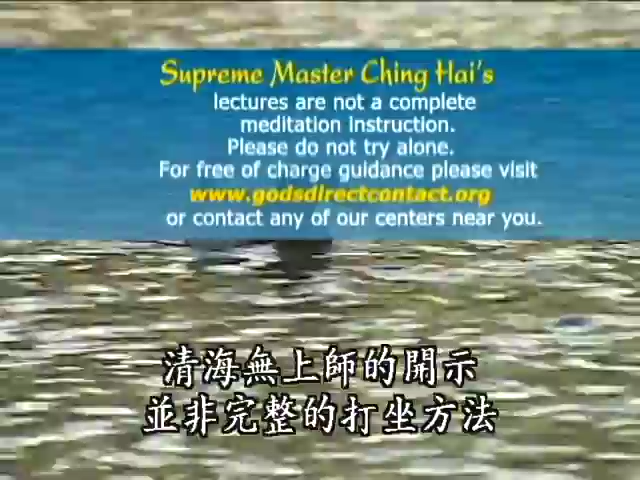 Supreme Master Ching Hai's
lectures are not a complete
meditation instruction.
Please do not try alone.
For free of charge guidance please visit
www.godsdirectcontact.org
or contact any of our centers near you.
清海無上師的開示
並非完整的打坐方法